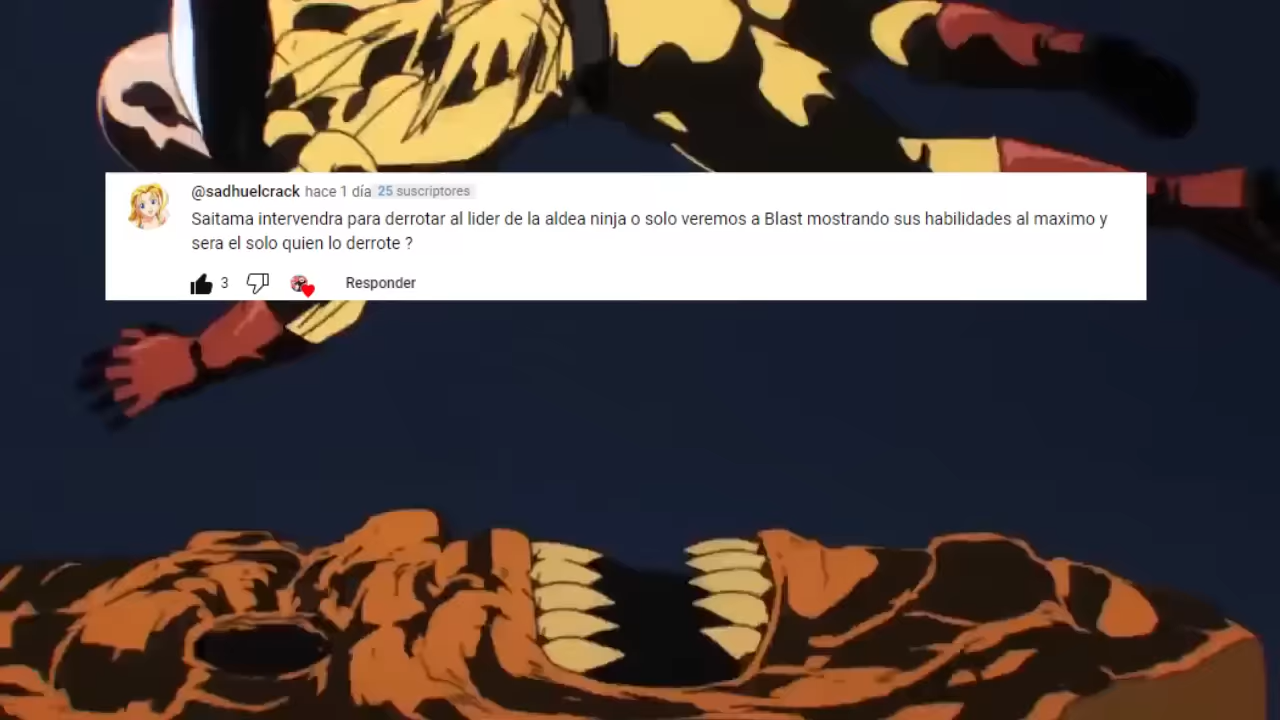 @sadhuelcrack hace 1 día 25 suscriptores
Saitama intervendra para derrotar al lider de la aldea ninja o solo veremos a Blast mostrando sus habilidades al maximo y
sera el solo quien lo derrote ?
3 Responder